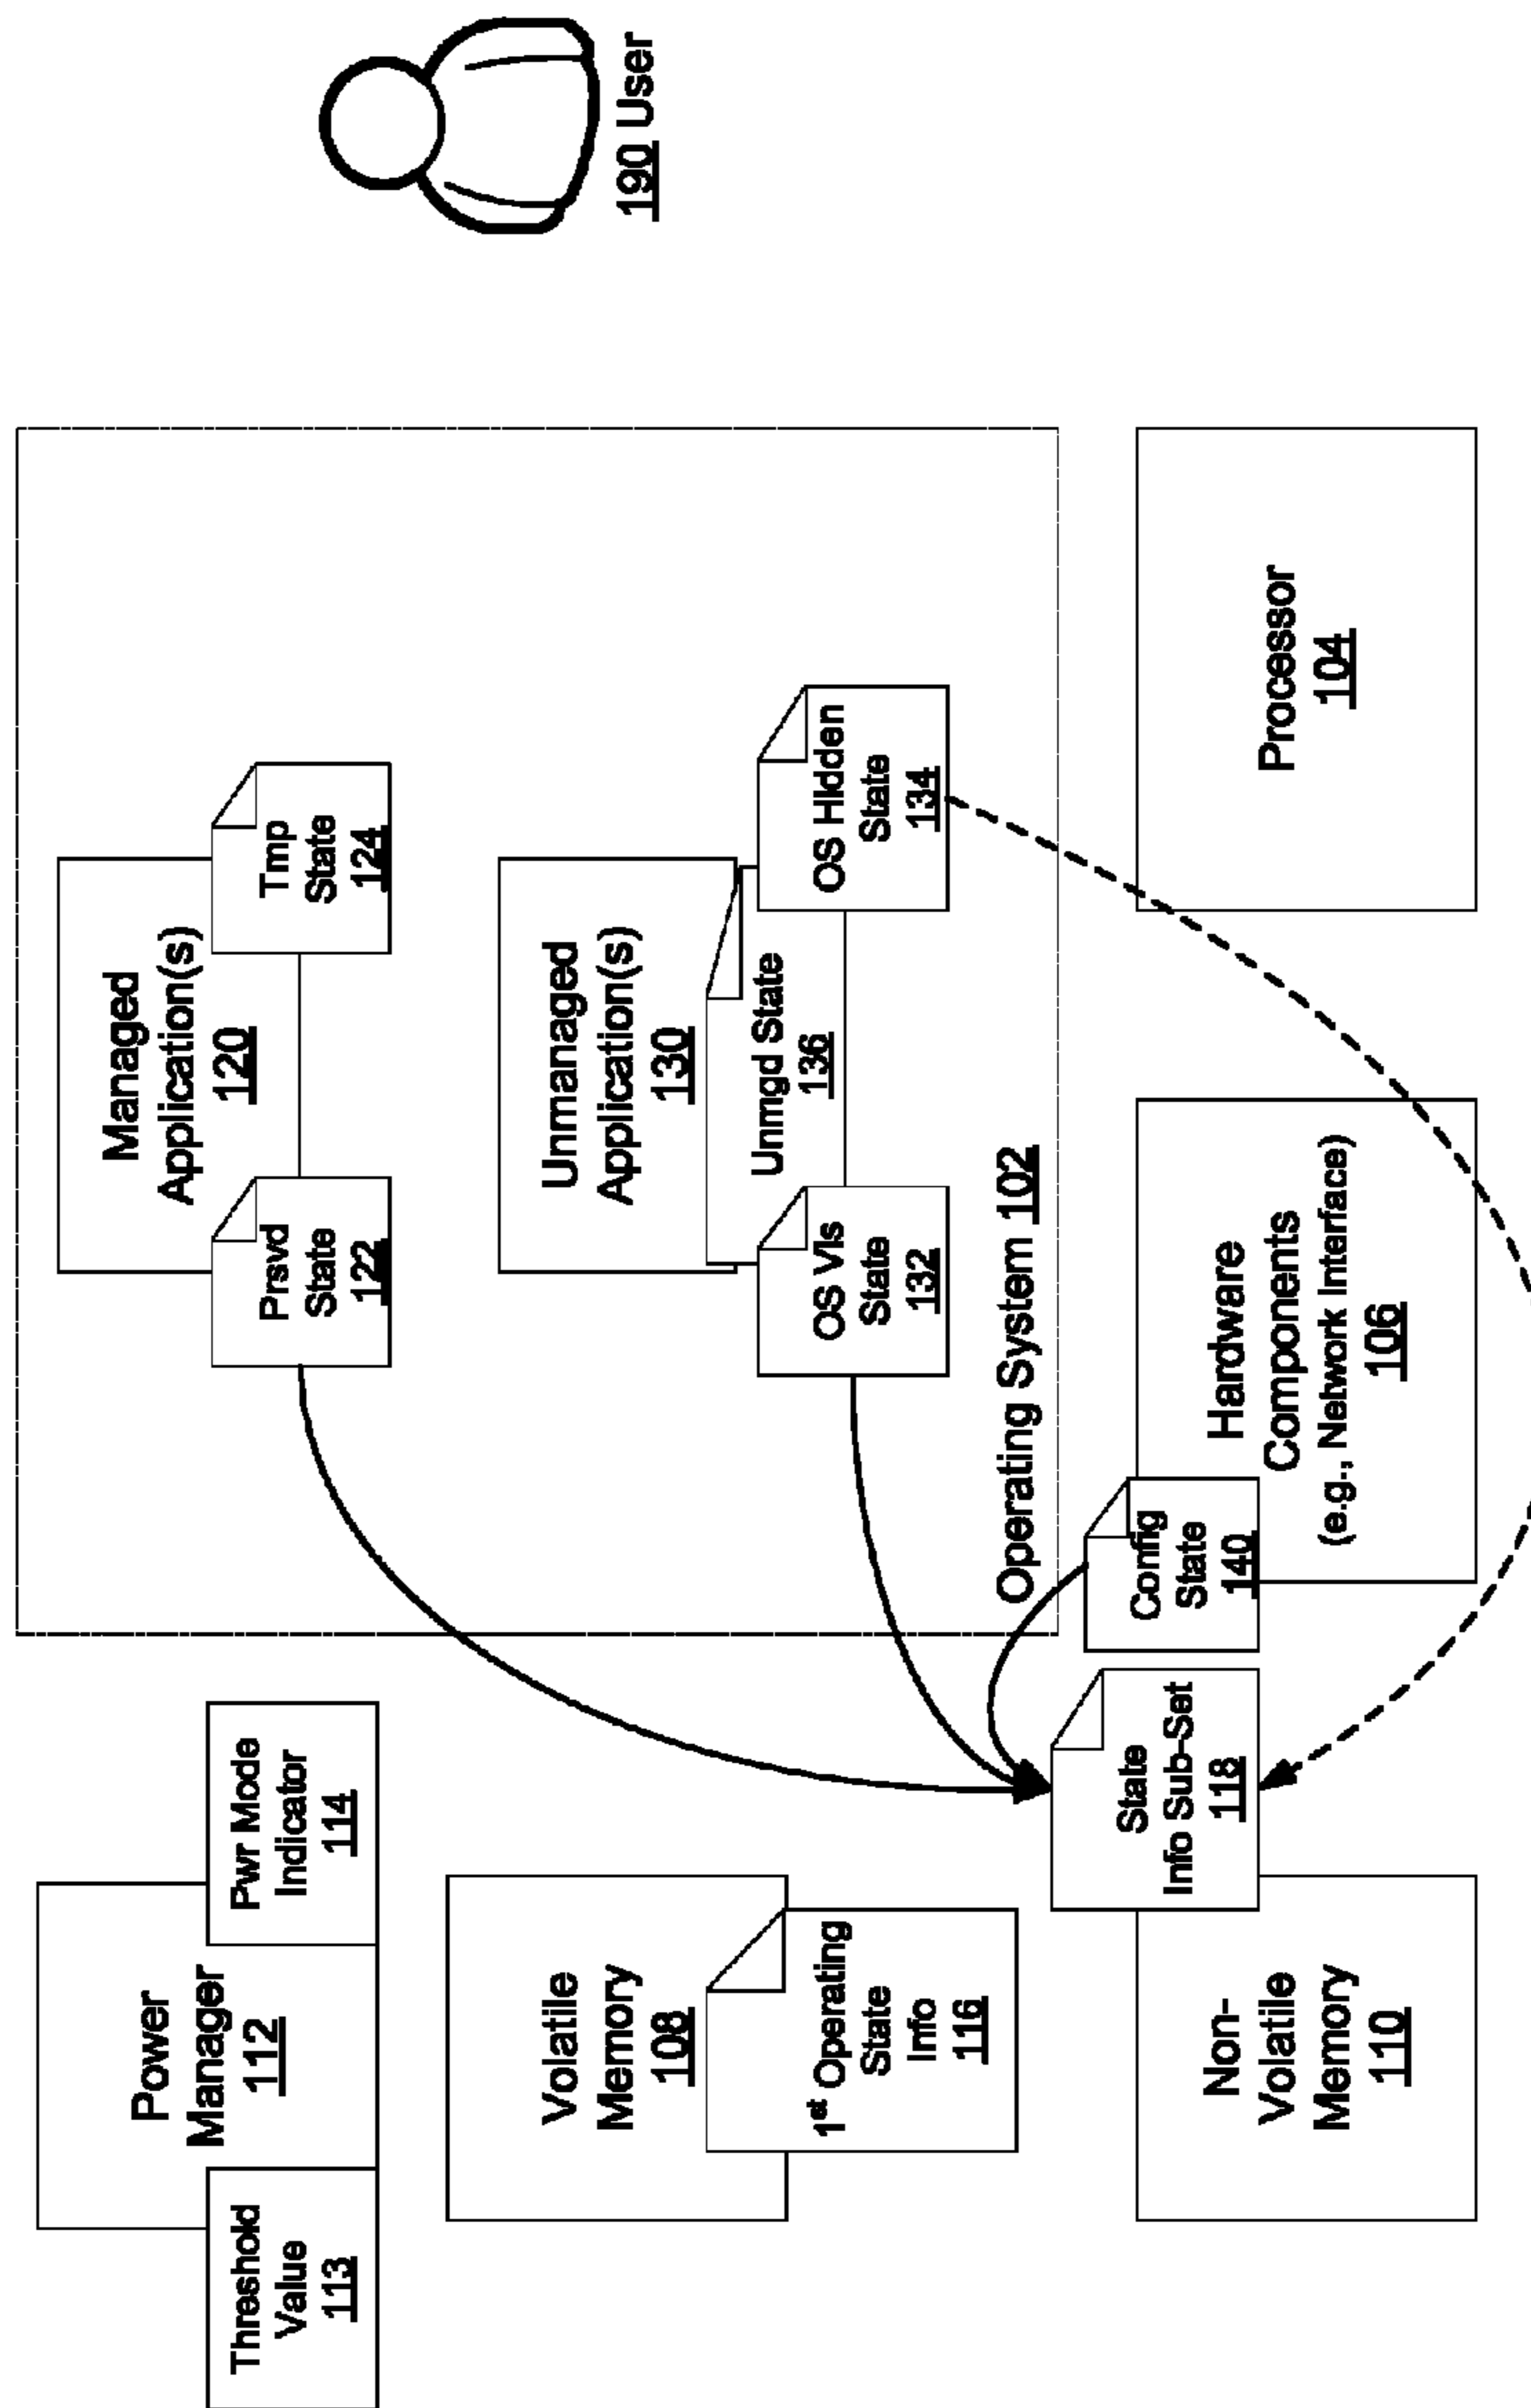 Threshold
Value
113
Power
Manager
112
Pwr Mode
Indicator
114
Managed
Application(s)
120
Prsvd
State
122
Tmp
State
124
190 User
Volatile
Memory
108
1st Operating
State
Info
116
Unmanaged
Application(s)
130
Unmgd State
136
OS Vis
State
132
OS Hidden
State
134
Operating System 102
Non-
Volatile
Memory
110
State
Info Sub-Set
118
Config
State
140
Hardware
Components
(e.g., Network Interface)
106
Processor
104